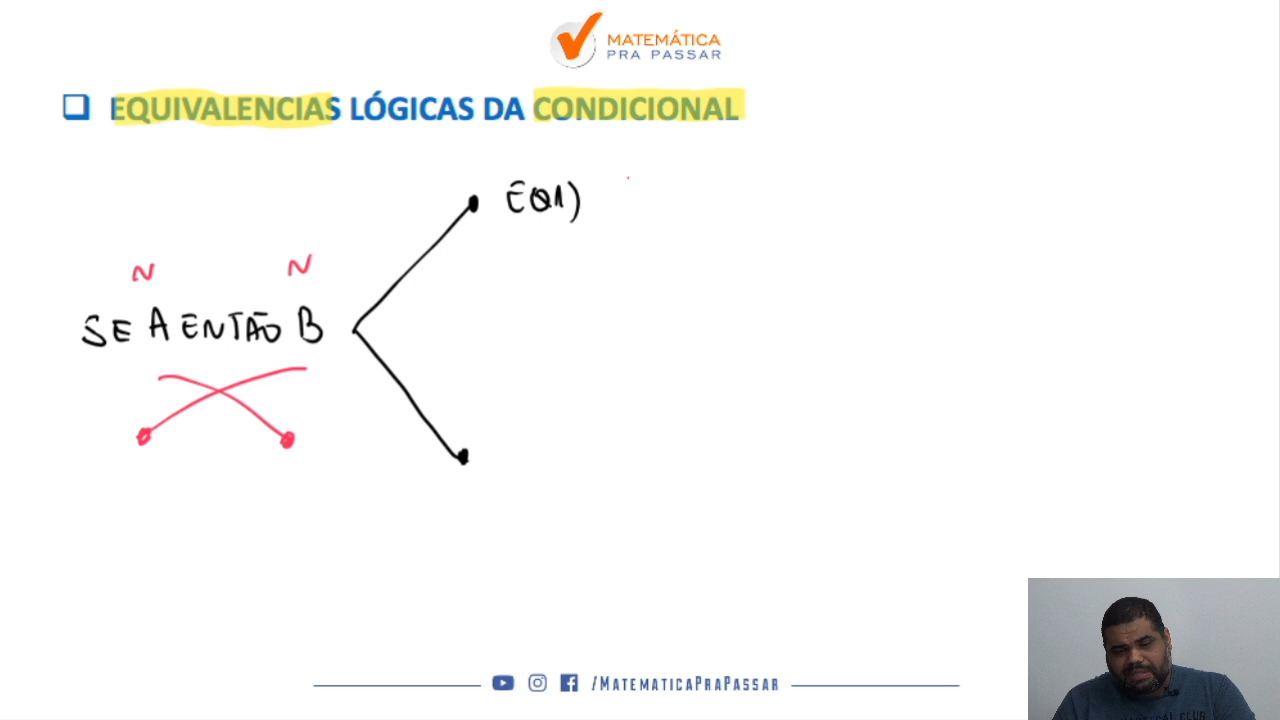 MATEMÁTICA
PRA PASSAR
❑ EQUIVALENCIAS LÓGICAS DA CONDICIONAL
EQ1)
N N
SE A ENTÃO B
/MATEMATICAPRAPASSAR